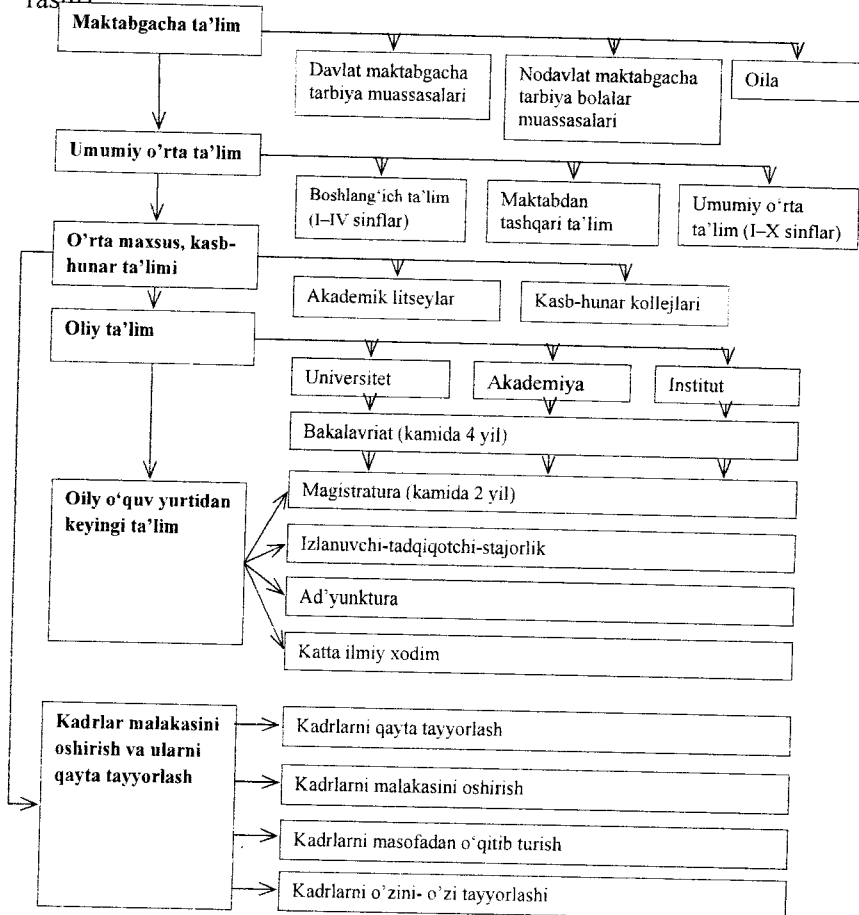 Maktabgacha ta’lim
Davlat maktabgacha
tarbiya muassasalari
Nodavlat maktabgacha
tarbiya bolalar
muassasalari
Oila
Umumiy o’rta ta’lim
Boshlang‘ich ta’lim
(I–IV sinflar)
Maktabdan
tashqari ta’lim
Umumiy o‘rta
ta’lim (I–X sinflar)
O’rta maxsus, kasb-
hunar ta’limi
Akademik litseylar
Kasb-hunar kollejlari
Oliy ta’lim
Universitet
Akademiya
Institut
Bakalavriat (kamida 4 yil)
Oily o‘quv yurtidan
keyingi ta’lim
Magistratura (kamida 2 yil)
Izlanuvchi-tadqiqotchi-stajorlik
Ad’yunktura
Katta ilmiy xodim
Kadrlar malakasini
oshirish va ularni
qayta tayyorlash
Kadrlarni qayta tayyorlash
Kadrlarni malakasini oshirish
Kadrlarni masofadan o‘qitib turish
Kadrlarni o’zini- o’zi tayyorlashi